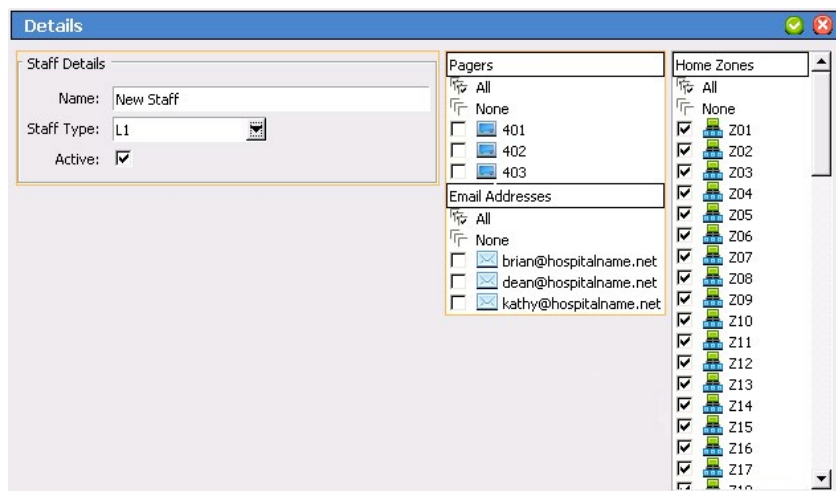 Details
Staff Details
Name: New Staff
Staff Type: L1
Active:
Pagers
All
None
401
402
403
Email Addresses
All
None
brian@hospitalname.net
dean@hospitalname.net
kathy@hospitalname.net
Home Zones
All
None
Z01
Z02
Z03
Z04
Z05
Z06
Z07
Z08
Z09
Z10
Z11
Z12
Z13
Z14
Z15
Z16
Z17